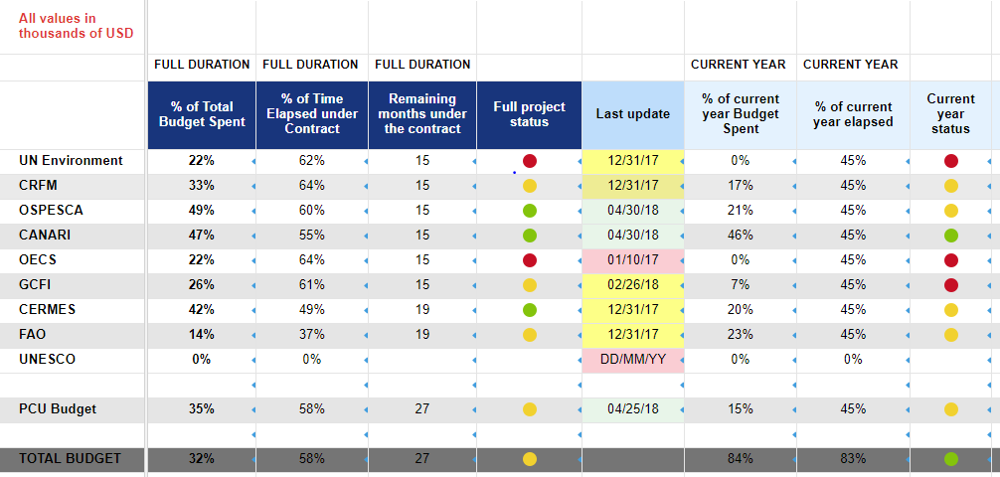 All values in
thousands of USD
FULL DURATION FULL DURATION FULL DURATION CURRENT YEAR CURRENT YEAR
% of Total
Budget Spent
% of Time
Elapsed under
Contract
Remaining
months under
the contract
Full project
status
Last update
% of current
year Budget
Spent
% of current
year elapsed
Current
year
status
UN Environment 22% 62% 15 12/31/17 0% 45%
CRFM 33% 64% 15 12/31/17 17% 45%
OSPESCA 49% 60% 15 04/30/18 21% 45%
CANARI 47% 55% 15 04/30/18 46% 45%
OECS 22% 64% 15 01/10/17 0% 45%
GCFI 26% 61% 15 02/26/18 7% 45%
CERMES 42% 49% 19 12/31/17 20% 45%
FAO 14% 37% 19 12/31/17 23% 45%
UNESCO 0% 0% DD/MM/YY 0% 0%
PCU Budget 35% 58% 27 04/25/18 15% 45%
TOTAL BUDGET 32% 58% 27 84% 83%